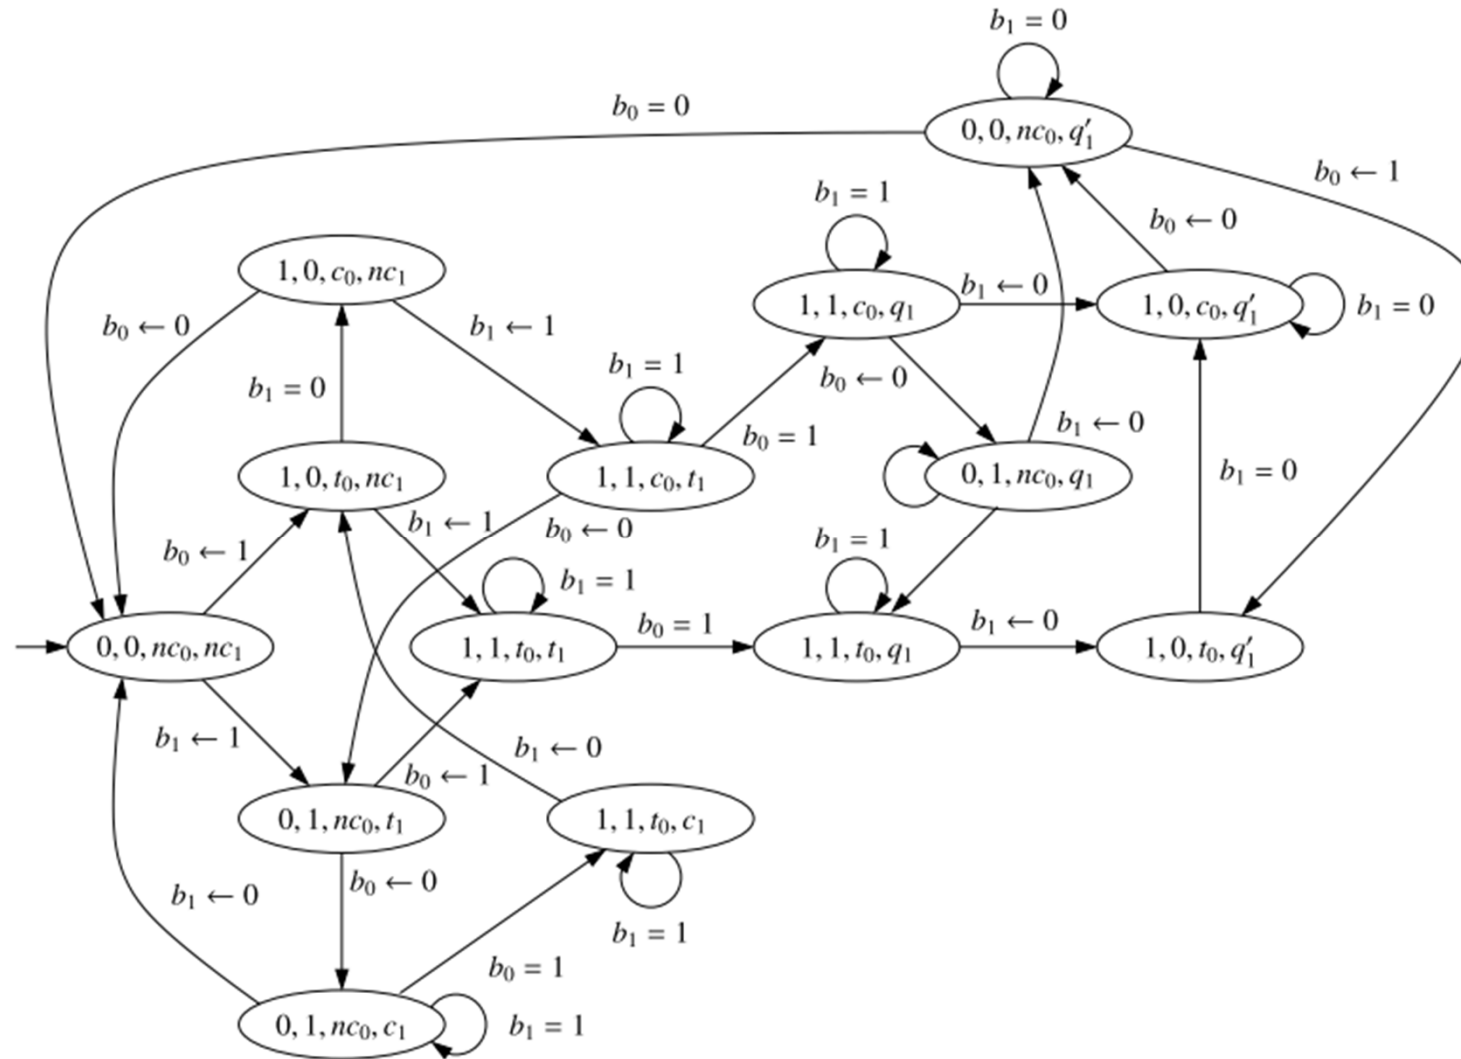 b₁ = 0
b₀ = 0
0, 0, nc₀, q′₁
b₀ ← 1
b₁ = 1
b₀ ← 0
1, 0, c₀, nc₁
1, 1, c₀, q₁
b₁ ← 0
1, 0, c₀, q′₁
b₁ = 0
b₀ ← 0
b₁ ← 1
b₁ = 1
b₀ ← 0
b₁ = 0
b₀ = 1
b₁ ← 0
1, 0, t₀, nc₁
1, 1, c₀, t₁
0, 1, nc₀, q₁
b₁ = 0
b₁ ← 1
b₀ ← 0
b₀ ← 1
b₁ = 1
b₁ = 1
b₀ = 1
b₁ ← 0
0, 0, nc₀, nc₁
1, 1, t₀, t₁
1, 1, t₀, q₁
1, 0, t₀, q′₁
b₁ ← 1
b₁ ← 0
b₀ ← 1
0, 1, nc₀, t₁
1, 1, t₀, c₁
b₁ ← 0
b₀ ← 0
b₁ = 1
b₀ = 1
0, 1, nc₀, c₁
b₁ = 1